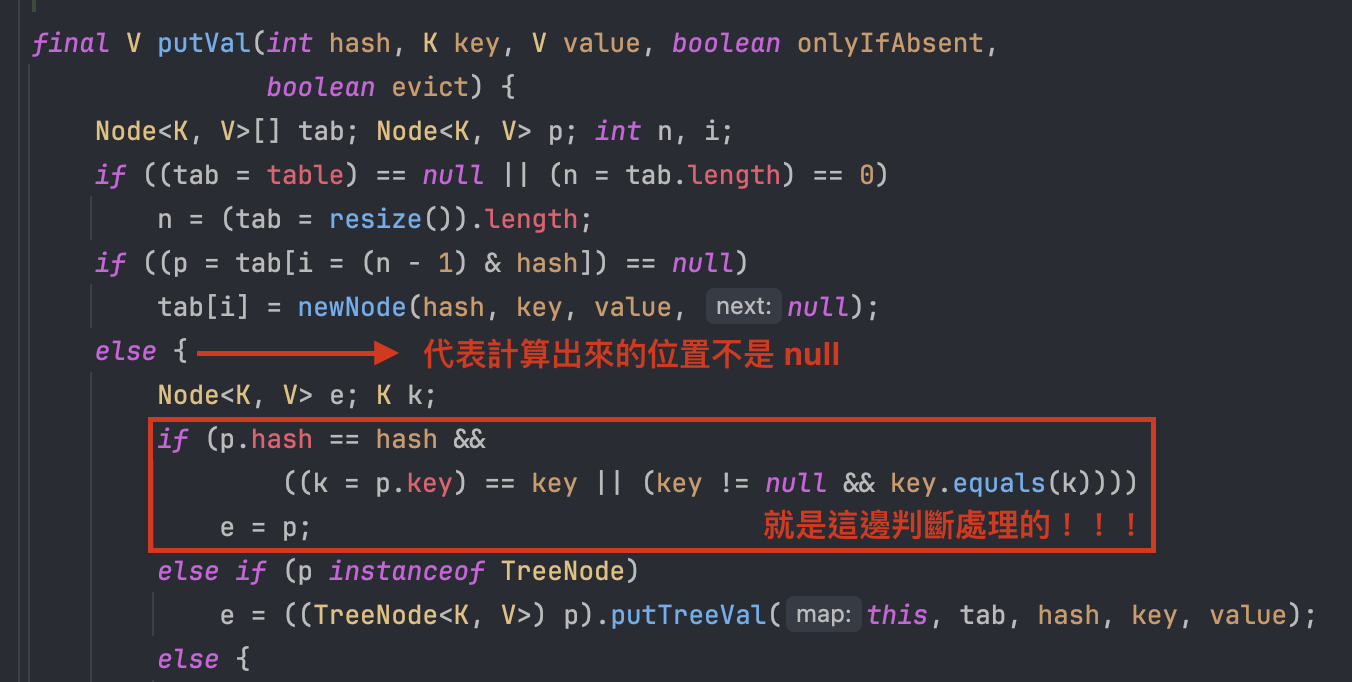 final V putVal(int hash, K key, V value, boolean onlyIfAbsent,
boolean evict) {
Node<K, V>[] tab; Node<K, V> p; int n, i;
if ((tab = table) == null || (n = tab.length) == 0)
n = (tab = resize()).length;
if ((p = tab[i = (n - 1) & hash]) == null)
tab[i] = newNode(hash, key, value, next: null);
else { 代表計算出來的位置不是 null
Node<K, V> e; K k;
if (p.hash == hash &&
((k = p.key) == key || (key != null && key.equals(k))))
e = p; 就是這邊判斷處理的！！！
else if (p instanceof TreeNode)
e = ((TreeNode<K, V>) p).putTreeVal( map: this, tab, hash, key, value);
else {